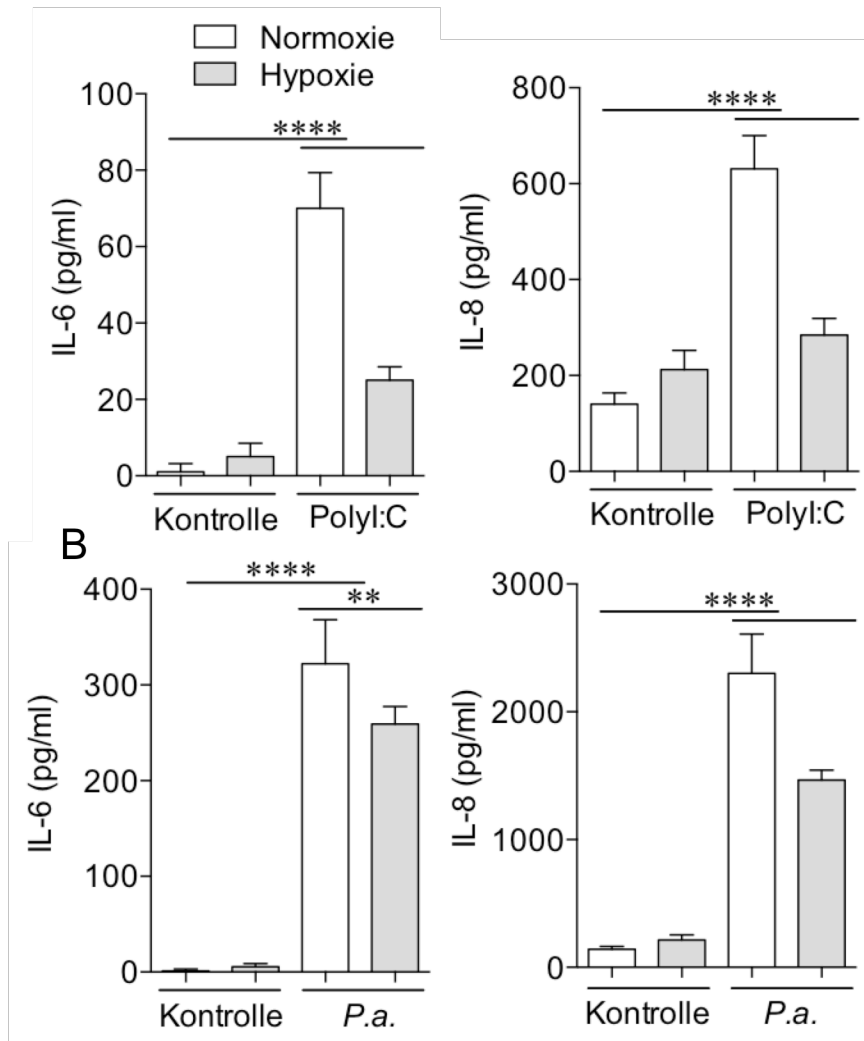 Normoxie
Hypoxie
IL-6 (pg/ml)
100
80
60
40
20
0
****
Kontrolle
PolyI:C
IL-8 (pg/ml)
800
600
400
200
0
****
Kontrolle
PolyI:C
B
IL-6 (pg/ml)
400
300
200
100
0
****
**
Kontrolle
P.a.
IL-8 (pg/ml)
3000
2000
1000
0
****
Kontrolle
P.a.